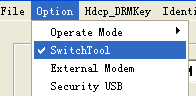 File Option Hdcp_DRMKey
Operate Mode
SwitchTool
External Modem
Security USB